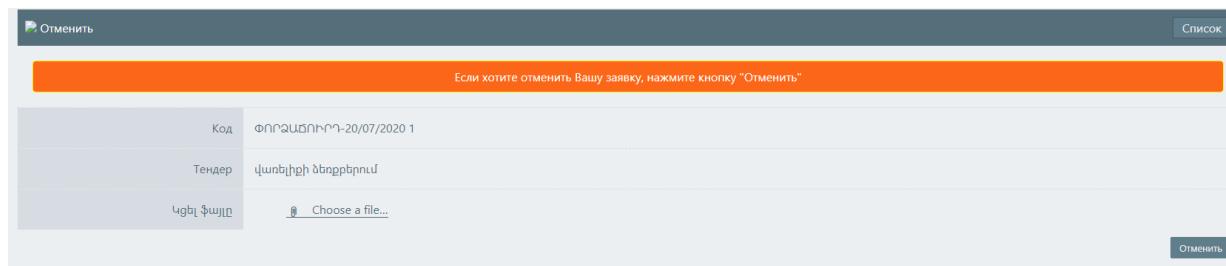 Отменить
Список
Если хотите отменить Вашу заявку, нажмите кнопку "Отменить"
Код ՓՈՐՁԱՃՈՒՐԴ-20/07/2020 1
Тендер վառելիքի ձեռքբերում
Կցել ֆայլը Choose a file...
Отменить